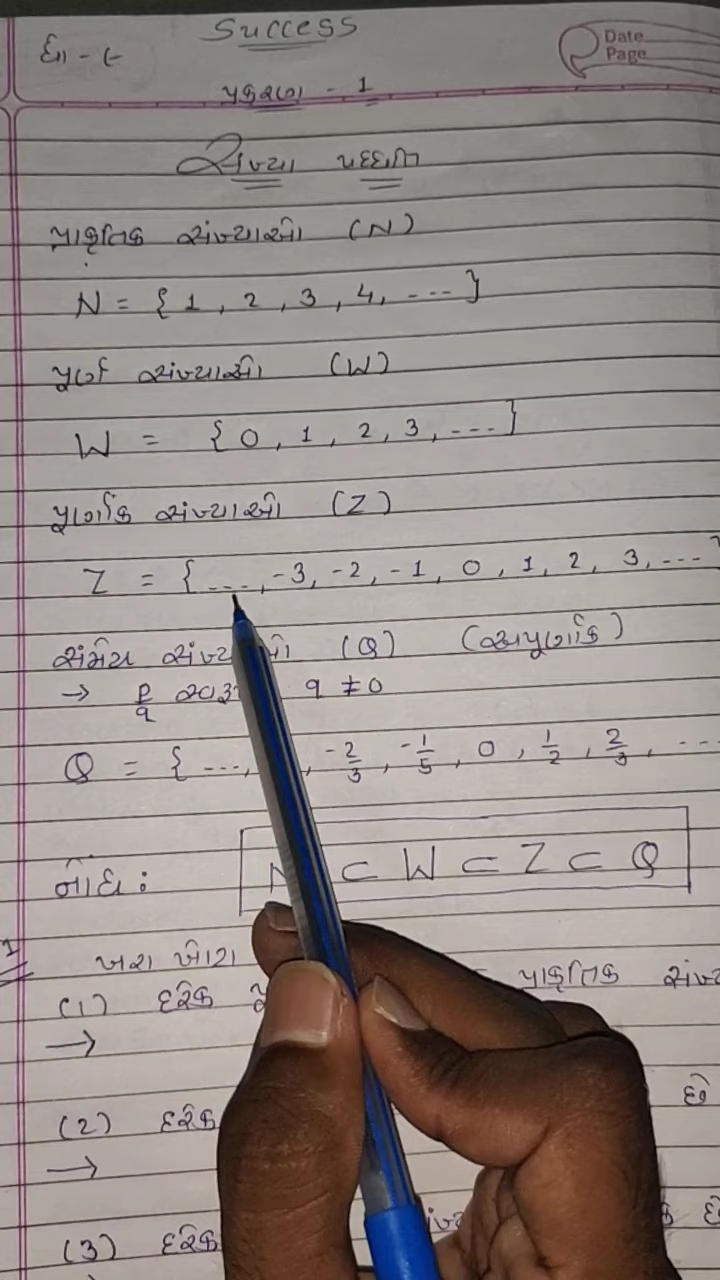 Success
ધો - ૯
Date
Page
પ્રકરણ - 1
સંખ્યા પદ્ધતિ
પ્રાકૃતિક સંખ્યાઓ (N)
N = { 1 , 2 , 3 , 4, --- }
પૂર્ણ સંખ્યાઓ (W)
W = { 0 , 1 , 2 , 3 , --- }
પૂર્ણાંક સંખ્યાઓ (Z)
Z = { ---, -3, -2, -1, 0, 1, 2, 3, ---
સંમેય (Q) (અપૂર્ણાંક)
→ p/q q ≠ 0
Q = { ---, , -2/3, -1/5, 0, 1/2, 2/3, ---
નોંધ : ⊂ W ⊂ Z ⊂ Q
1 ખરા ખોટા
(1) દરેક પ્રાકૃતિક
→
(2) દરેક છે
→
(3) દરેક